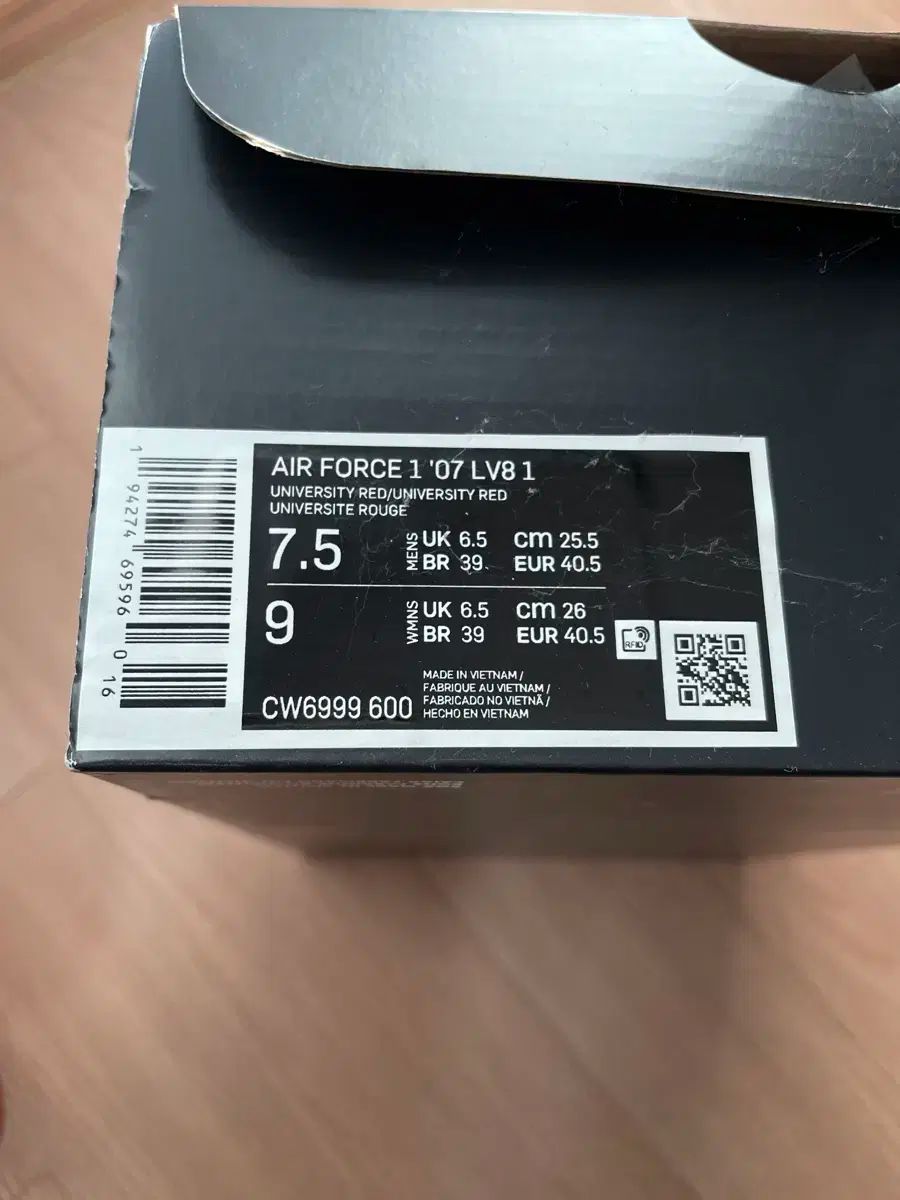 AIR FORCE 1 '07 LV8 1
UNIVERSITY RED/UNIVERSITY RED
UNIVERSITE ROUGE
7.5 MENS UK 6.5 cm 25.5
BR 39 EUR 40.5
9 WMNS UK 6.5 cm 26
BR 39 EUR 40.5
RFID
CW6999 600
MADE IN VIETNAM /
FABRIQUE AU VIETNAM /
FABRICADO NO VIETNÃ /
HECHO EN VIETNAM
1 94274 69596 0 16